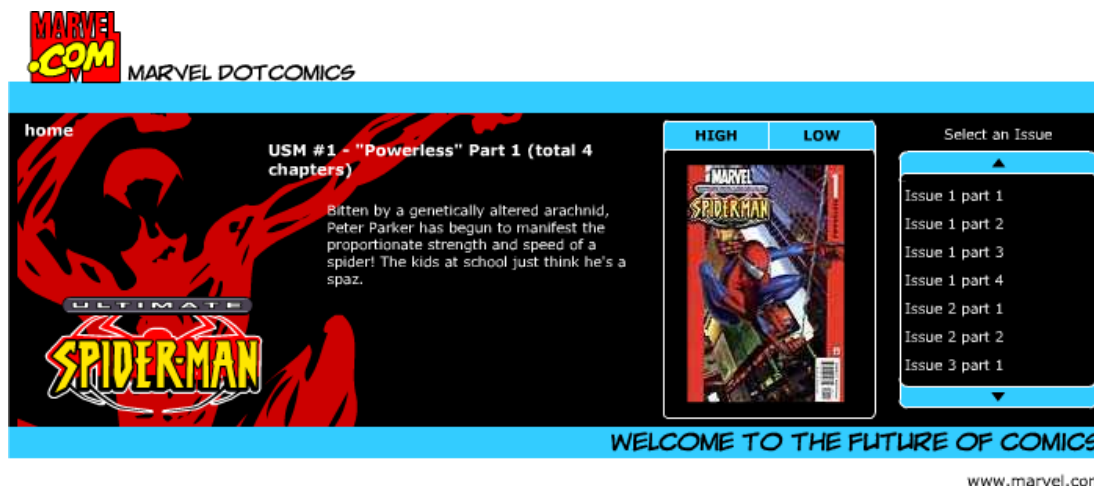 MARVEL
.COM
MARVEL DOTCOMICS
home
USM #1 - "Powerless" Part 1 (total 4
chapters)
Bitten by a genetically altered arachnid,
Peter Parker has begun to manifest the
proportionate strength and speed of a
spider! The kids at school just think he's a
spaz.
ULTIMATE
SPIDER-MAN
HIGH
LOW
MARVEL
SPIDER-MAN
1
Select an Issue
Issue 1 part 1
Issue 1 part 2
Issue 1 part 3
Issue 1 part 4
Issue 2 part 1
Issue 2 part 2
Issue 3 part 1
WELCOME TO THE FUTURE OF COMICS
www.marvel.com